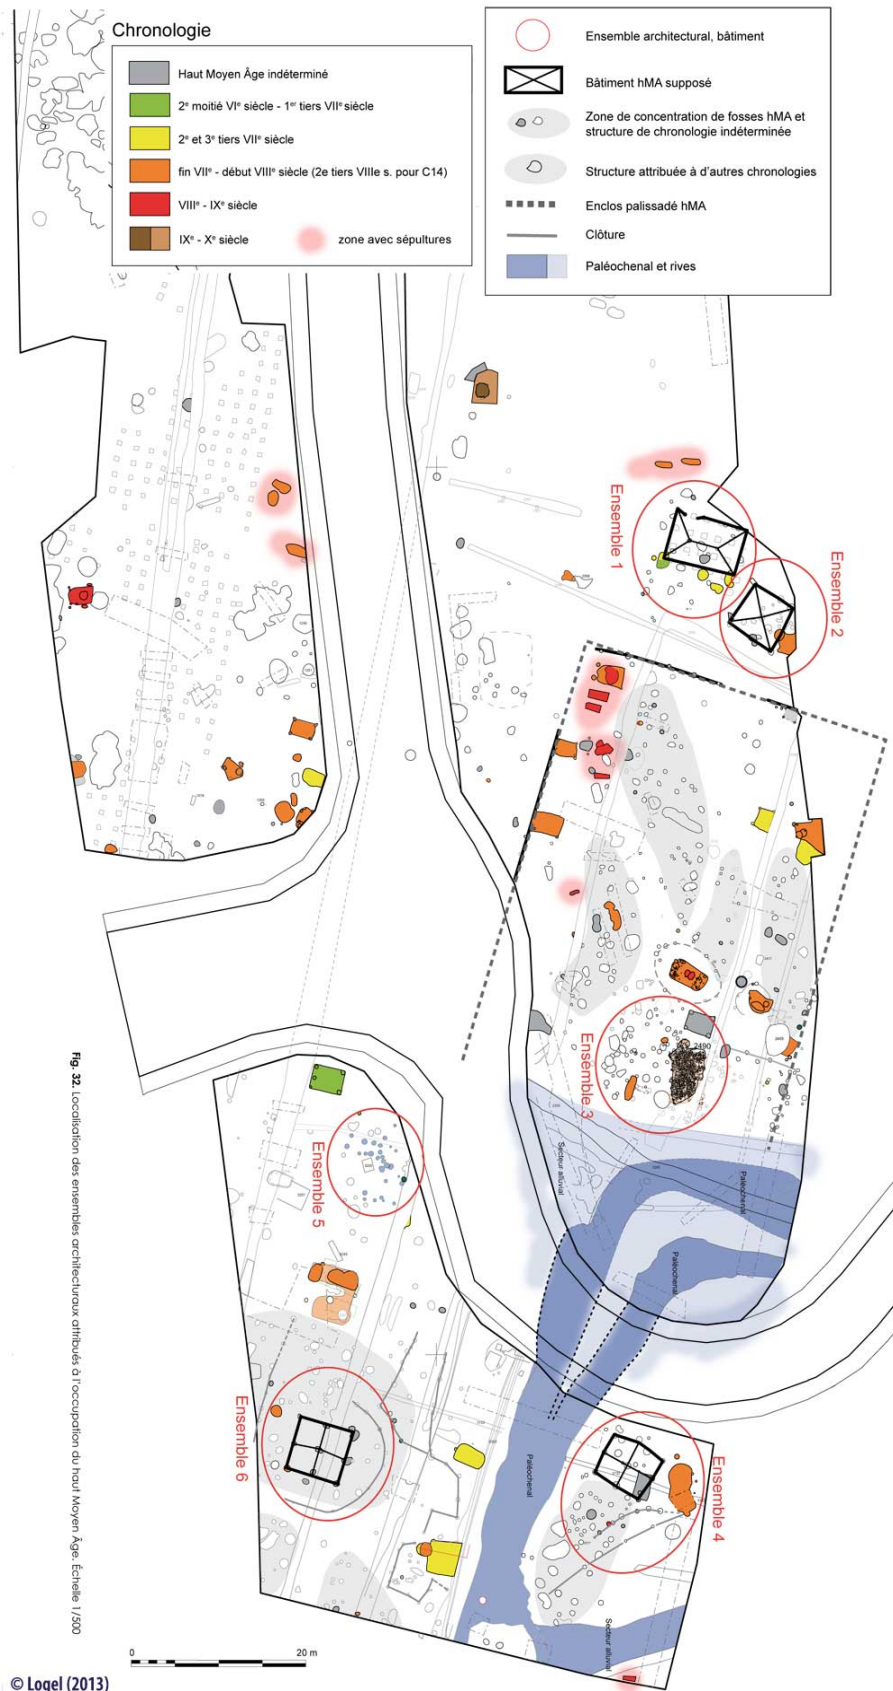 Chronologie
Haut Moyen Âge indéterminé
2e moitié VIe siècle - 1er tiers VIIe siècle
2e et 3e tiers VIIe siècle
fin VIIe - début VIIIe siècle (2e tiers VIIIe s. pour C14)
VIIIe - IXe siècle
IXe - Xe siècle
zone avec sépultures
Ensemble architectural, bâtiment
Bâtiment hMA supposé
Zone de concentration de fosses hMA et
structure de chronologie indéterminée
Structure attribuée à d'autres chronologies
Enclos palissadé hMA
Clôture
Paléochenal et rives
Ensemble 1
Ensemble 2
Ensemble 3
2490
Secteur alluvial
Paléochenal
Paléochenal
Ensemble 5
Ensemble 6
Ensemble 4
Paléochenal
Secteur alluvial
Fig. 32. Localisation des ensembles architecturaux attribués à l'occupation du haut Moyen Âge. Échelle 1/500
0 20 m
© Logel (2013)